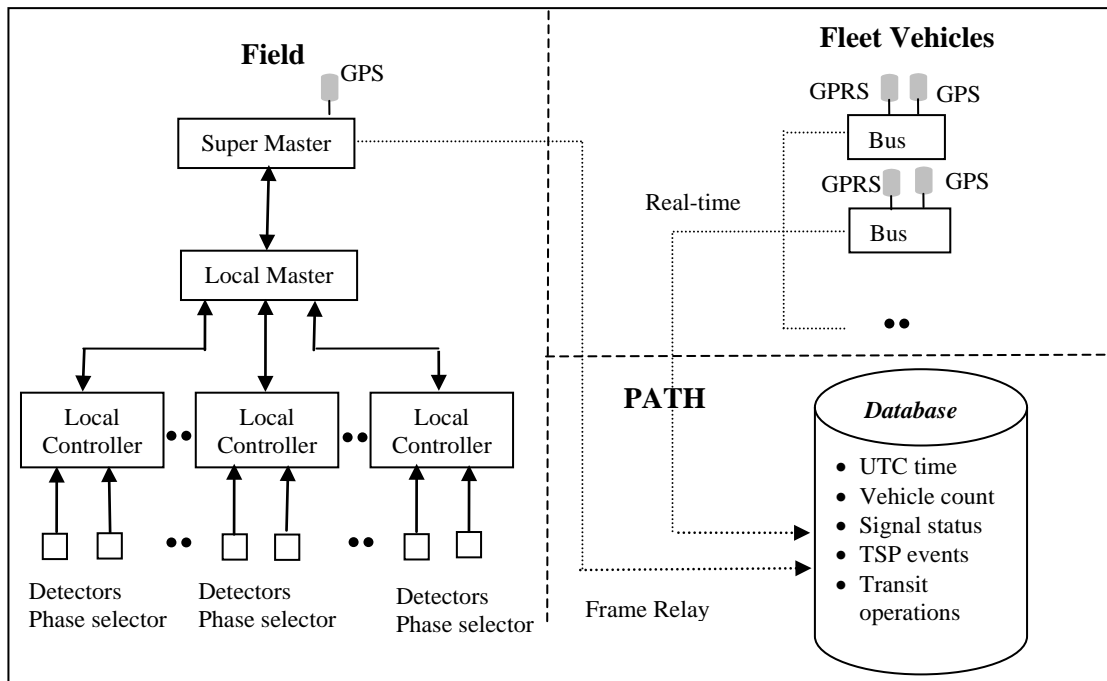 Field
GPS
Super Master
Local Master
Local
Controller
Local
Controller
Local
Controller
Detectors
Phase selector
Detectors
Phase selector
Detectors
Phase selector
Fleet Vehicles
GPRS
GPS
Bus
GPRS
GPS
Bus
Real-time
PATH
Frame Relay
Database
• UTC time
• Vehicle count
• Signal status
• TSP events
• Transit
operations